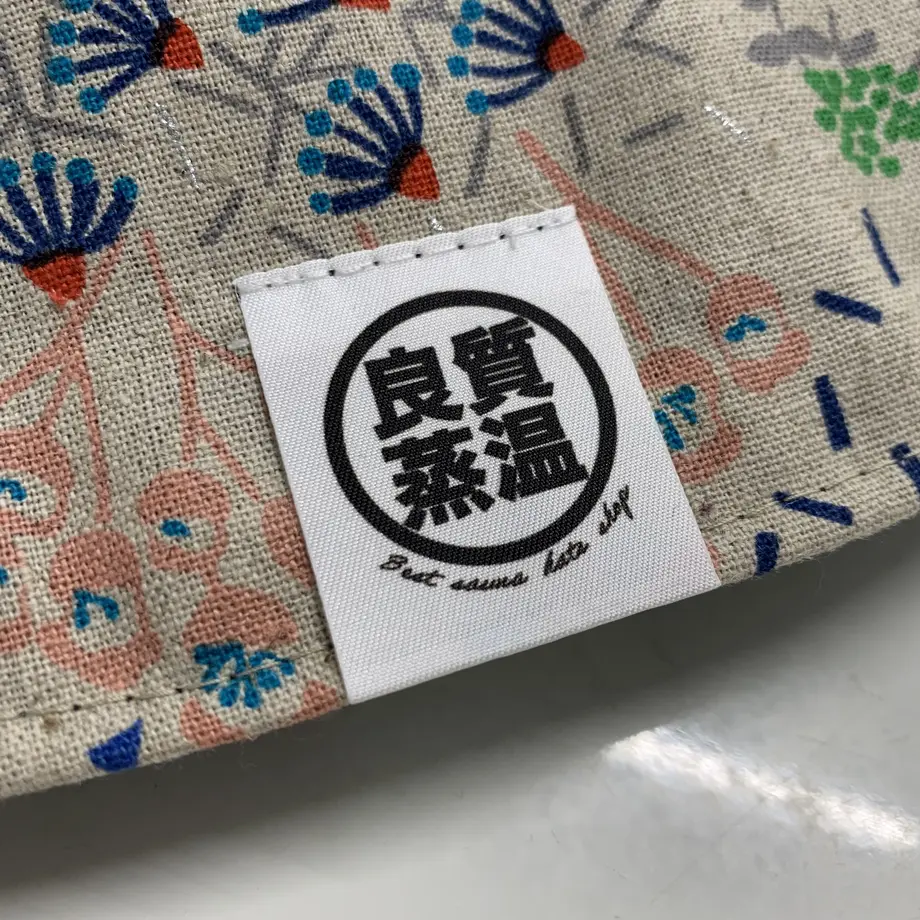 良質
蒸温
Best sauna hats shop